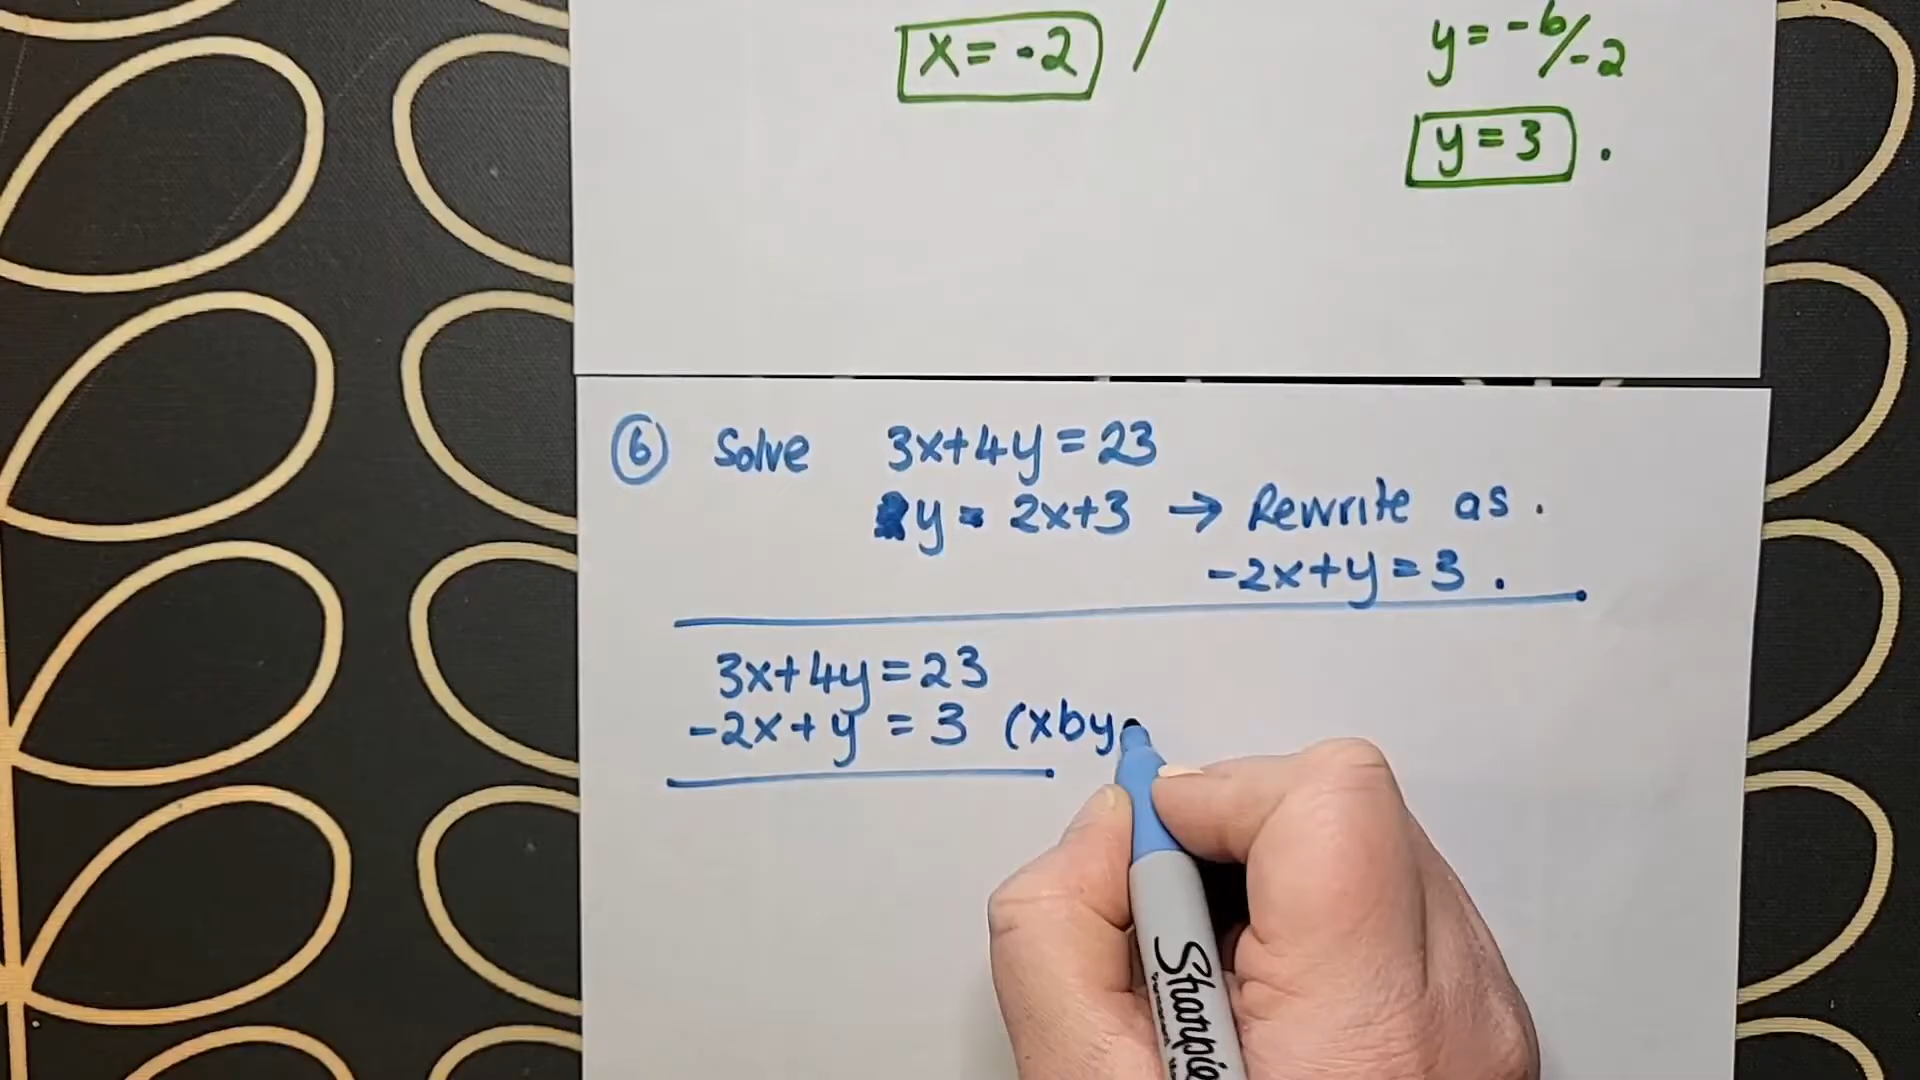 x = -2
y = -6/-2
y = 3 .
6 Solve 3x+4y = 23
y = 2x+3 → Rewrite as .
-2x+y = 3 .
3x+4y = 23
-2x+y = 3 (xby
Sharpie